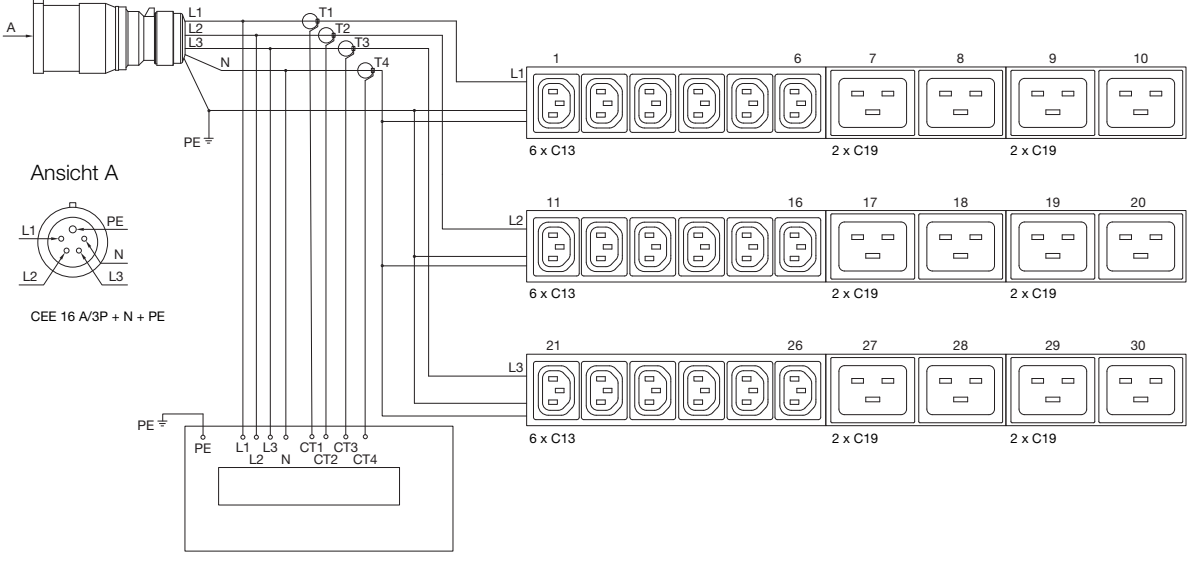 A
L1
L2
L3
N
T1
T2
T3
T4
PE
Ansicht A
L1
PE
N
L2
L3
CEE 16 A/3P + N + PE
L1
1 6 7 8 9 10
6 x C13 2 x C19 2 x C19
L2
11 16 17 18 19 20
6 x C13 2 x C19 2 x C19
L3
21 26 27 28 29 30
6 x C13 2 x C19 2 x C19
PE
PE L1 L3 CT1 CT3
L2 N CT2 CT4